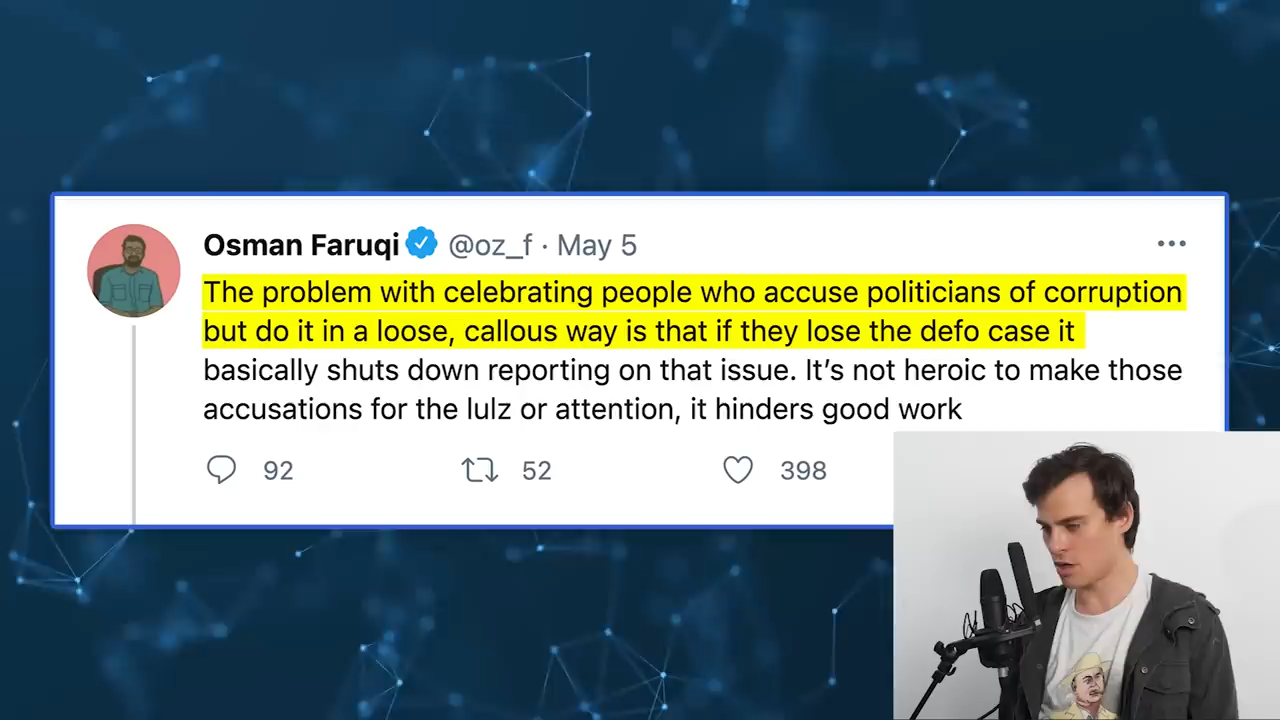 Osman Faruqi @oz_f · May 5
The problem with celebrating people who accuse politicians of corruption
but do it in a loose, callous way is that if they lose the defo case it
basically shuts down reporting on that issue. It’s not heroic to make those
accusations for the lulz or attention, it hinders good work
92 52 398